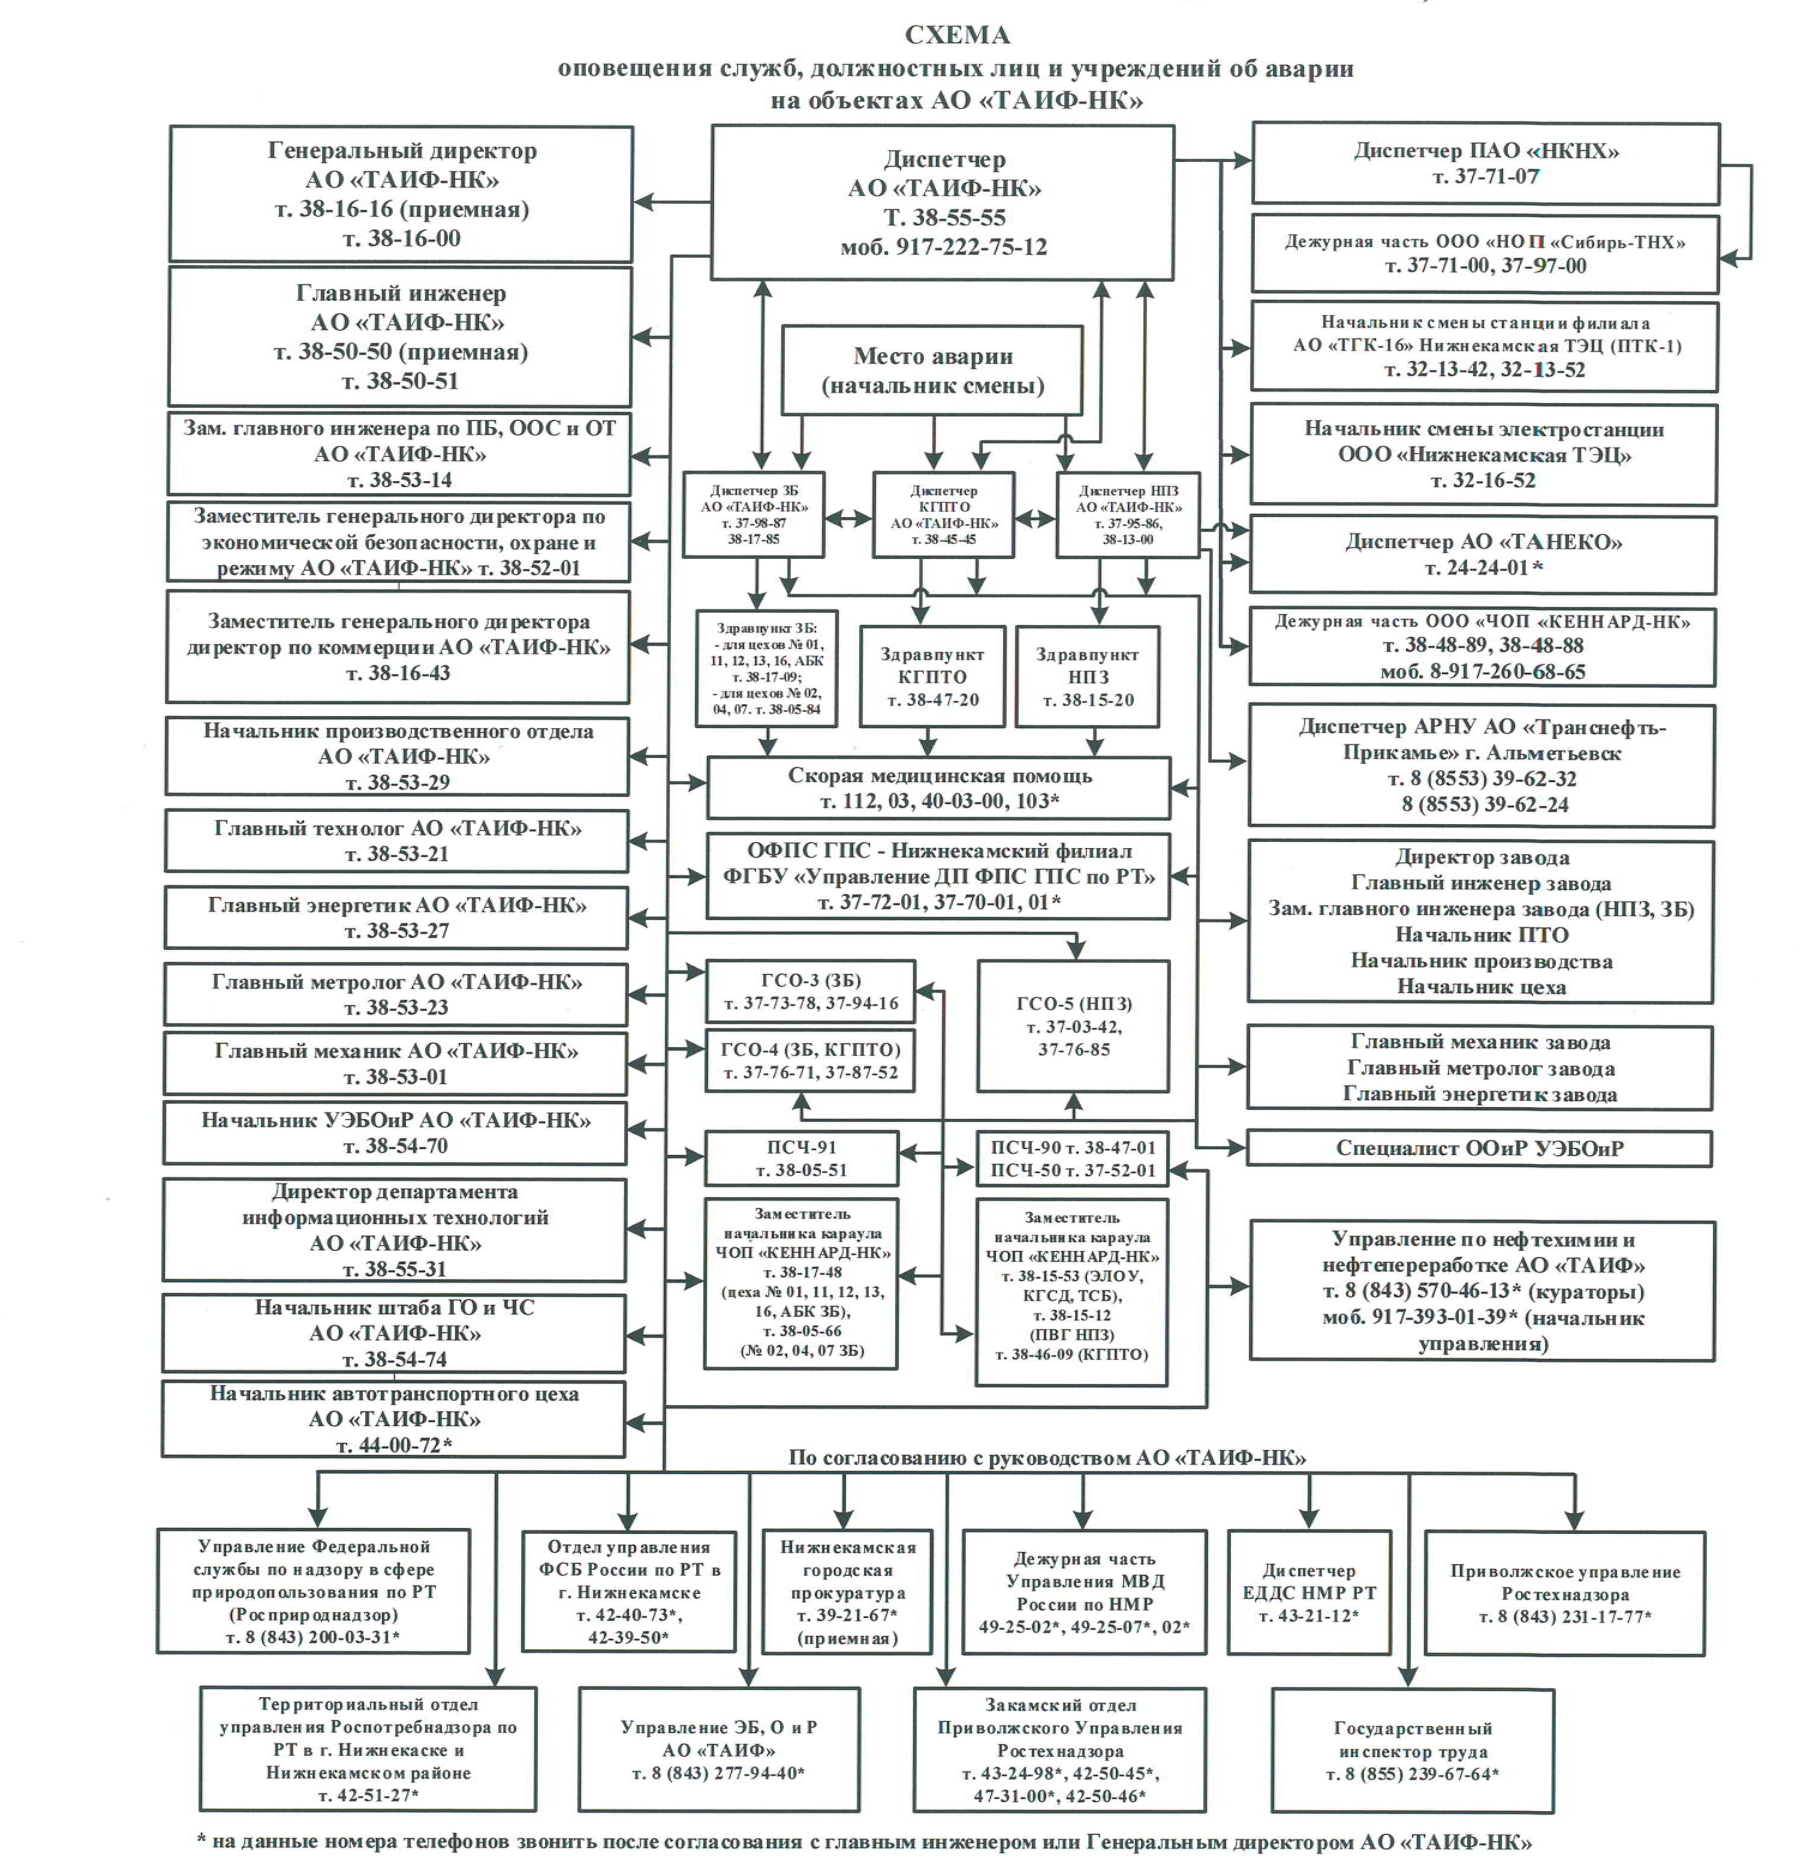 СХЕМА
оповещения служб, должностных лиц и учреждений об аварии
на объектах АО «ТАИФ-НК»
Генеральный директор
АО «ТАИФ-НК»
т. 38-16-16 (приемная)
т. 38-16-00
Главный инженер
АО «ТАИФ-НК»
т. 38-50-50 (приемная)
т. 38-50-51
Зам. главного инженера по ПБ, ООС и ОТ
АО «ТАИФ-НК»
т. 38-53-14
Заместитель генерального директора по
экономической безопасности, охране и
режиму АО «ТАИФ-НК» т. 38-52-01
Заместитель генерального директора
директор по коммерции АО «ТАИФ-НК»
т. 38-16-43
Начальник производственного отдела
АО «ТАИФ-НК»
т. 38-53-29
Главный технолог АО «ТАИФ-НК»
т. 38-53-21
Главный энергетик АО «ТАИФ-НК»
т. 38-53-27
Главный метролог АО «ТАИФ-НК»
т. 38-53-23
Главный механик АО «ТАИФ-НК»
т. 38-53-01
Начальник УЭБОиР АО «ТАИФ-НК»
т. 38-54-70
Директор департамента
информационных технологий
АО «ТАИФ-НК»
т. 38-55-31
Начальник штаба ГО и ЧС
АО «ТАИФ-НК»
т. 38-54-74
Начальник автотранспортного цеха
АО «ТАИФ-НК»
т. 44-00-72*
Диспетчер
АО «ТАИФ-НК»
Т. 38-55-55
моб. 917-222-75-12
Место аварии
(начальник смены)
Диспетчер ЗБ
АО «ТАИФ-НК»
т. 37-98-87
38-17-85
Диспетчер
КГПТО
АО «ТАИФ-НК»
т. 38-45-45
Диспетчер НПЗ
АО «ТАИФ-НК»
т. 37-95-86,
38-13-00
Здравпункт ЗБ:
- для цехов № 01,
11, 12, 13, 16, АБК
т. 38-17-09;
- для цехов № 02,
04, 07. т. 38-05-84
Здравпункт
КГПТО
т. 38-47-20
Здравпункт
НПЗ
т. 38-15-20
Скорая медицинская помощь
т. 112, 03, 40-03-00, 103*
ОФПС ГПС - Нижнекамский филиал
ФГБУ «Управление ДП ФПС ГПС по РТ»
т. 37-72-01, 37-70-01, 01*
ГСО-3 (ЗБ)
т. 37-73-78, 37-94-16
ГСО-4 (ЗБ, КГПТО)
т. 37-76-71, 37-87-52
ГСО-5 (НПЗ)
т. 37-03-42,
37-76-85
ПСЧ-91
т. 38-05-51
ПСЧ-90 т. 38-47-01
ПСЧ-50 т. 37-52-01
Заместитель
начальника караула
ЧОП «КЕННАРД-НК»
т. 38-17-48
(цеха № 01, 11, 12, 13,
16, АБК ЗБ),
т. 38-05-66
(№ 02, 04, 07 ЗБ)
Заместитель
начальника караула
ЧОП «КЕННАРД-НК»
т. 38-15-53 (ЭЛОУ,
КГСД, ТСБ),
т. 38-15-12
(ПВГ НПЗ)
т. 38-46-09 (КГПТО)
Диспетчер ПАО «НКНХ»
т. 37-71-07
Дежурная часть ООО «НОП «Сибирь-ТНХ»
т. 37-71-00, 37-97-00
Начальник смены станции филиала
АО «ТГК-16» Нижнекамская ТЭЦ (ПТК-1)
т. 32-13-42, 32-13-52
Начальник смены электростанции
ООО «Нижнекамская ТЭЦ»
т. 32-16-52
Диспетчер АО «ТАНЕКО»
т. 24-24-01*
Дежурная часть ООО «ЧОП «КЕННАРД-НК»
т. 38-48-89, 38-48-88
моб. 8-917-260-68-65
Диспетчер АРНУ АО «Транснефть-
Прикамье» г. Альметьевск
т. 8 (8553) 39-62-32
8 (8553) 39-62-24
Директор завода
Главный инженер завода
Зам. главного инженера завода (НПЗ, ЗБ)
Начальник ПТО
Начальник производства
Начальник цеха
Главный механик завода
Главный метролог завода
Главный энергетик завода
Специалист ООиР УЭБОиР
Управление по нефтехимии и
нефтепереработке АО «ТАИФ»
т. 8 (843) 570-46-13* (кураторы)
моб. 917-393-01-39* (начальник
управления)
По согласованию с руководством АО «ТАИФ-НК»
Управление Федеральной
службы по надзору в сфере
природопользования по РТ
(Росприроднадзор)
т. 8 (843) 200-03-31*
Отдел управления
ФСБ России по РТ в
г. Нижнекамске
т. 42-40-73*,
42-39-50*
Нижнекамская
городская
прокуратура
т. 39-21-67*
(приемная)
Дежурная часть
Управления МВД
России по НМР
49-25-02*, 49-25-07*, 02*
Диспетчер
ЕДДС НМР РТ
т. 43-21-12*
Приволжское управление
Ростехнадзора
т. 8 (843) 231-17-77*
Территориальный отдел
управления Роспотребнадзора по
РТ в г. Нижнекаске и
Нижнекамском районе
т. 42-51-27*
Управление ЭБ, О и Р
АО «ТАИФ»
т. 8 (843) 277-94-40*
Закамский отдел
Приволжского Управления
Ростехнадзора
т. 43-24-98*, 42-50-45*,
47-31-00*, 42-50-46*
Государственный
инспектор труда
т. 8 (855) 239-67-64*
* на данные номера телефонов звонить после согласования с главным инженером или Генеральным директором АО «ТАИФ-НК»